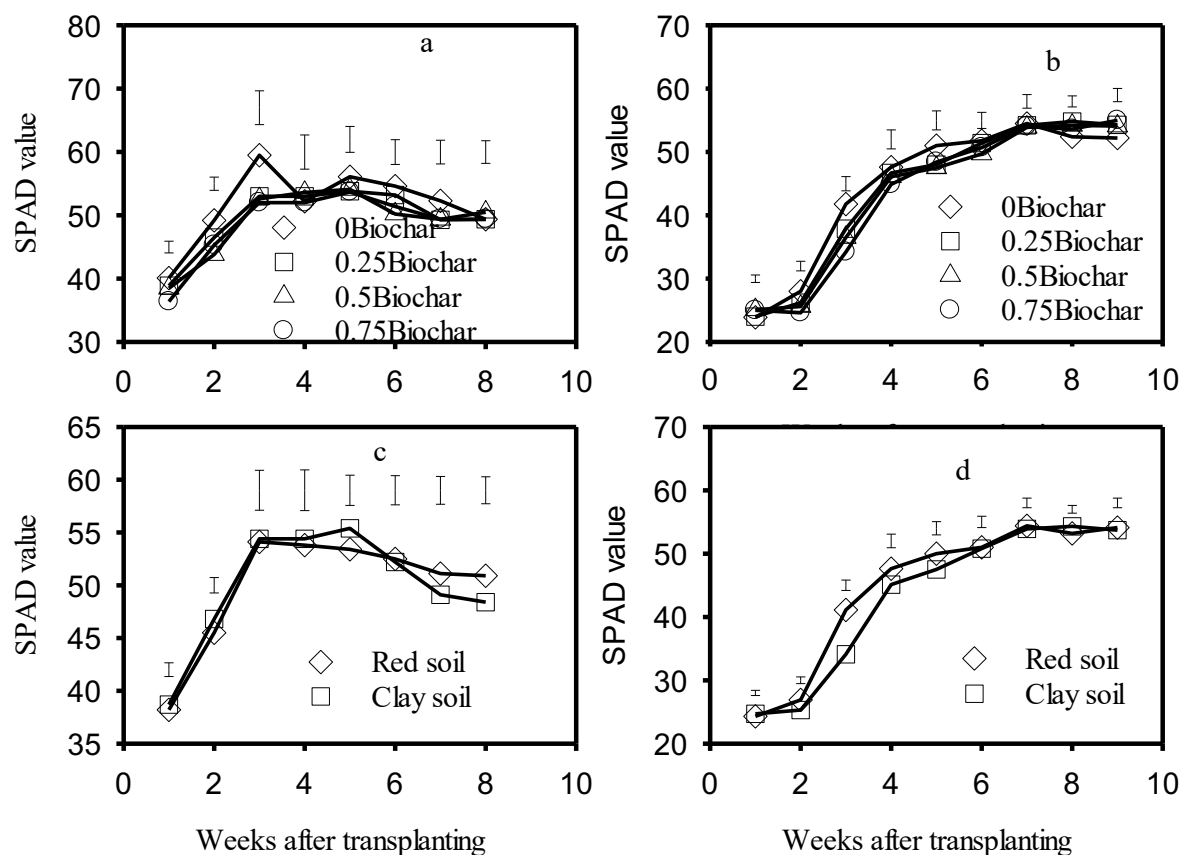 80
70
60
50
40
30
SPAD value
a
0Biochar
0.25Biochar
0.5Biochar
0.75Biochar
0 2 4 6 8 10
70
60
50
40
30
20
SPAD value
b
0Biochar
0.25Biochar
0.5Biochar
0.75Biochar
0 2 4 6 8 10
65
60
55
50
45
40
35
SPAD value
c
Red soil
Clay soil
0 2 4 6 8 10
Weeks after transplanting
70
60
50
40
30
20
SPAD value
d
Red soil
Clay soil
0 2 4 6 8 10
Weeks after transplanting